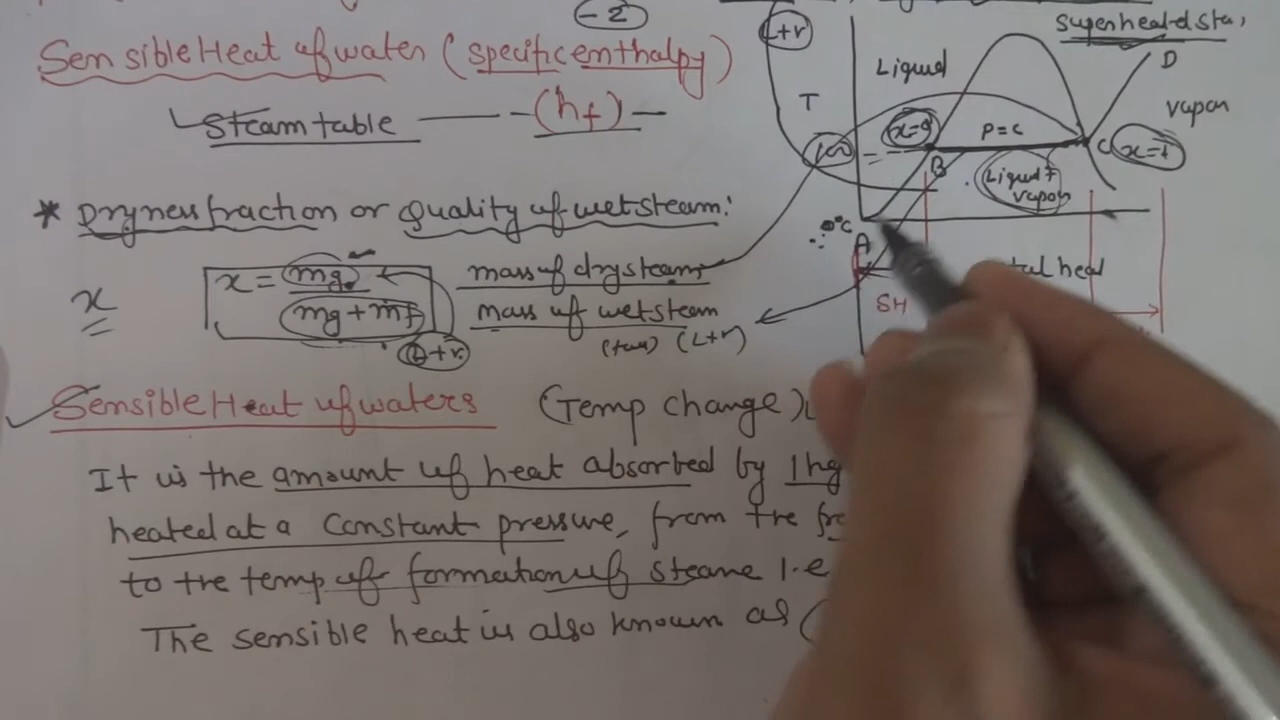 -2
Sensible Heat of water (specific enthalpy)
Steam table — -(hf)-
* Dryness fraction or quality of wet steam:
x
x = mg / mg + mf
mass of dry steam
mass of wet steam
(L+v)
L+v
Sensible Heat of waters (Temp change)
It is the amount of heat absorbed by 1kg
heated at a constant pressure, from the
to the temp of formation of steam i.e
The sensible heat is also known as (
L+v
T
100
0°C
A
SH
Liquid
x=0
P=C
B
Liquid +
vapor
C
x=1
D
vapor
Superheated
heat